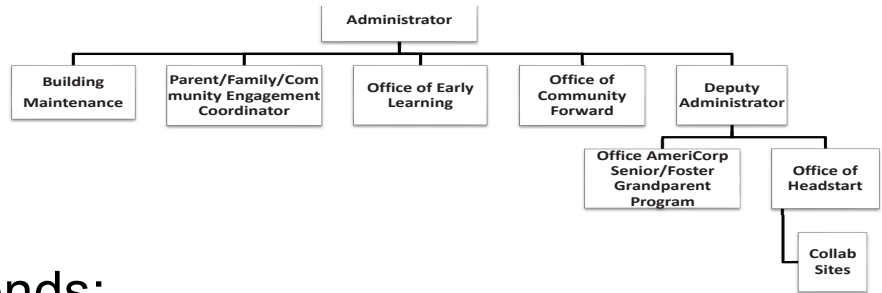 Administrator
Building
Maintenance
Parent/Family/Com
munity Engagement
Coordinator
Office of Early
Learning
Office of
Community
Forward
Deputy
Administrator
Office AmeriCorp
Senior/Foster
Grandparent
Program
Office of
Headstart
Collab
Sites